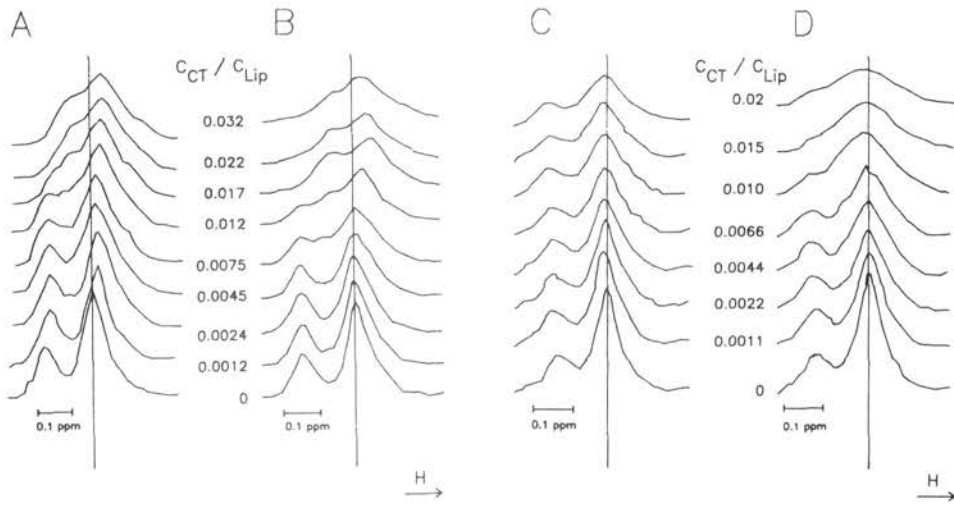 A
B
C
D
C_CT / C_Lip
0.032
0.022
0.017
0.012
0.0075
0.0045
0.0024
0.0012
0
C_CT / C_Lip
0.02
0.015
0.010
0.0066
0.0044
0.0022
0.0011
0
0.1 ppm
0.1 ppm
0.1 ppm
0.1 ppm
H
H